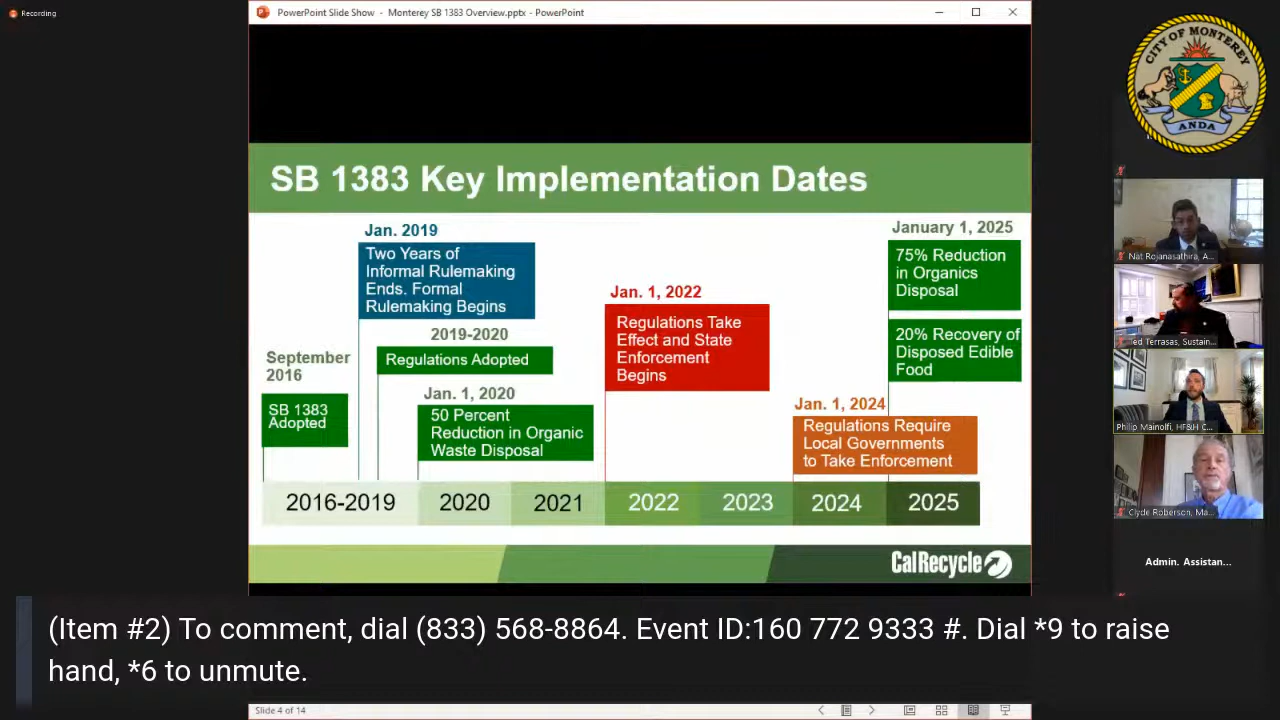 Recording
PowerPoint Slide Show - Monterey SB 1383 Overview.pptx - PowerPoint
CITY OF MONTEREY
ANDA
SB 1383 Key Implementation Dates
September
2016
SB 1383
Adopted
Jan. 2019
Two Years of
Informal Rulemaking
Ends. Formal
Rulemaking Begins
2019-2020
Regulations Adopted
Jan. 1, 2020
50 Percent
Reduction in Organic
Waste Disposal
Jan. 1, 2022
Regulations Take
Effect and State
Enforcement
Begins
Jan. 1, 2024
Regulations Require
Local Governments
to Take Enforcement
January 1, 2025
75% Reduction
in Organics
Disposal
20% Recovery of
Disposed Edible
Food
2016-2019 2020 2021 2022 2023 2024 2025
CalRecycle
Nat Rojanasathira, A...
Ted Terrasas, Sustain...
Philip Mainolfi, HF&H C...
Clyde Roberson, Ma...
Admin. Assistan...
(Item #2) To comment, dial (833) 568-8864. Event ID:160 772 9333 #. Dial *9 to raise
hand, *6 to unmute.
Slide 4 of 14